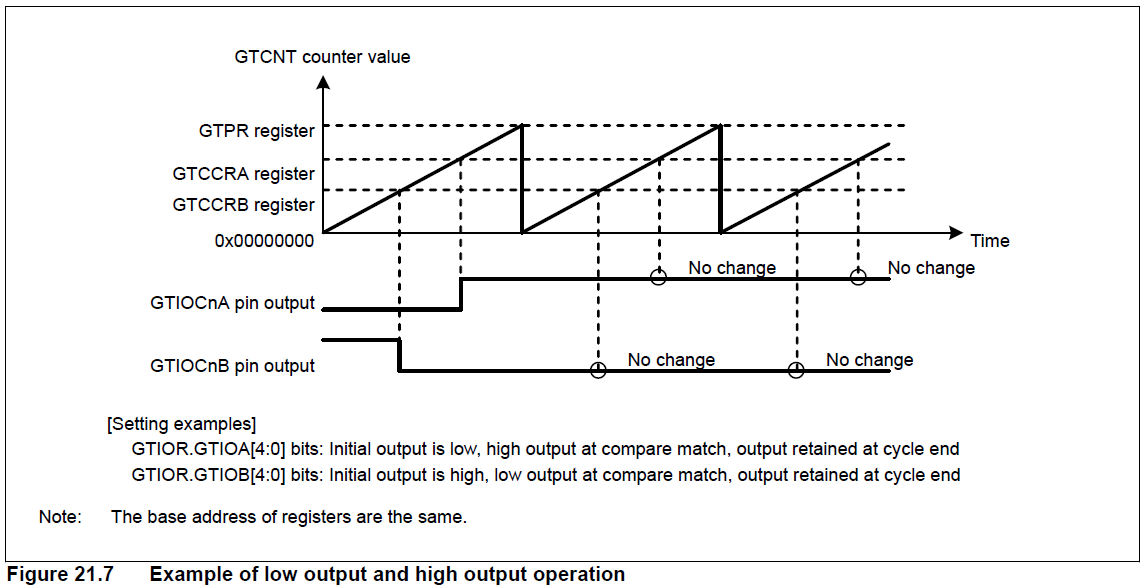 GTCNT counter value
GTPR register
GTCCRA register
GTCCRB register
0x00000000
Time
No change
No change
GTIOCnA pin output
No change
No change
GTIOCnB pin output
[Setting examples]
GTIOR.GTIOA[4:0] bits: Initial output is low, high output at compare match, output retained at cycle end
GTIOR.GTIOB[4:0] bits: Initial output is high, low output at compare match, output retained at cycle end
Note: The base address of registers are the same.
Figure 21.7 Example of low output and high output operation